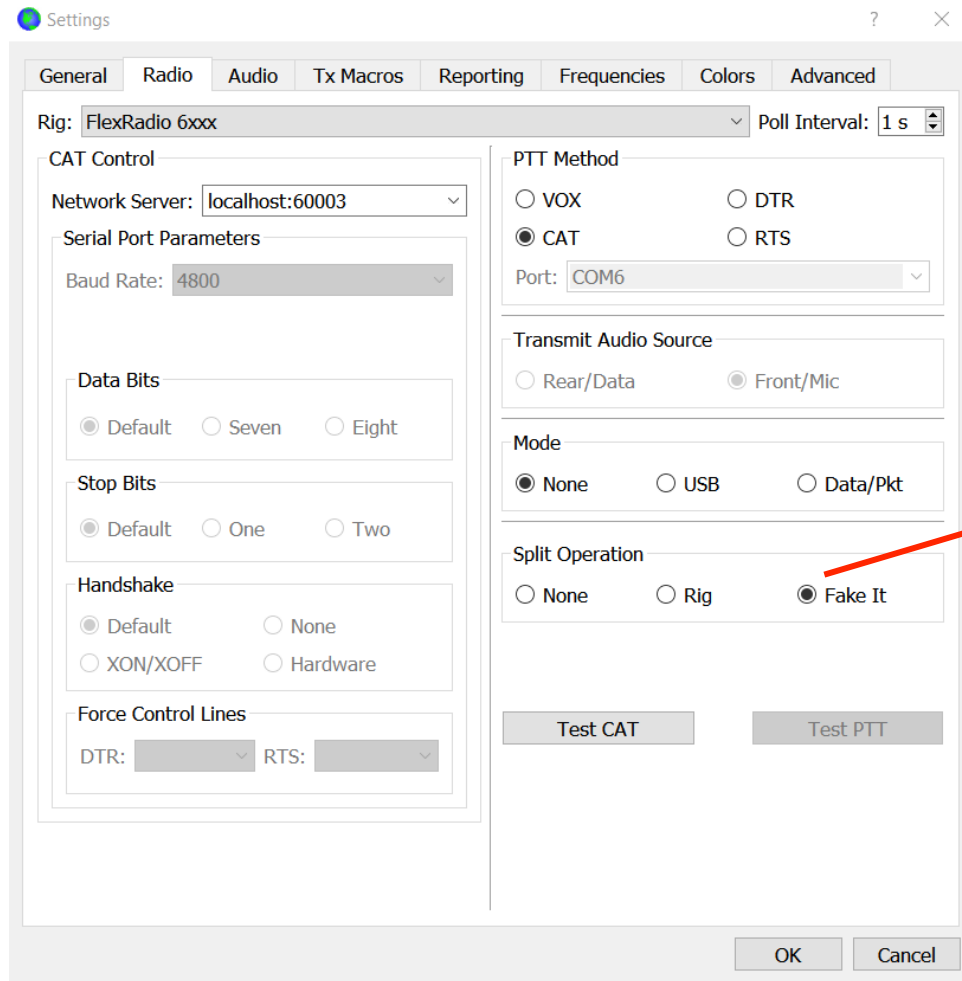 Settings ?
General Radio Audio Tx Macros Reporting Frequencies Colors Advanced
Rig: FlexRadio 6xxx Poll Interval: 1 s
CAT Control
Network Server: localhost:60003
Serial Port Parameters
Baud Rate: 4800
Data Bits
Default Seven Eight
Stop Bits
Default One Two
Handshake
Default None
XON/XOFF Hardware
Force Control Lines
DTR: RTS:
PTT Method
VOX DTR
CAT RTS
Port: COM6
Transmit Audio Source
Rear/Data Front/Mic
Mode
None USB Data/Pkt
Split Operation
None Rig Fake It
Test CAT Test PTT
OK Cancel